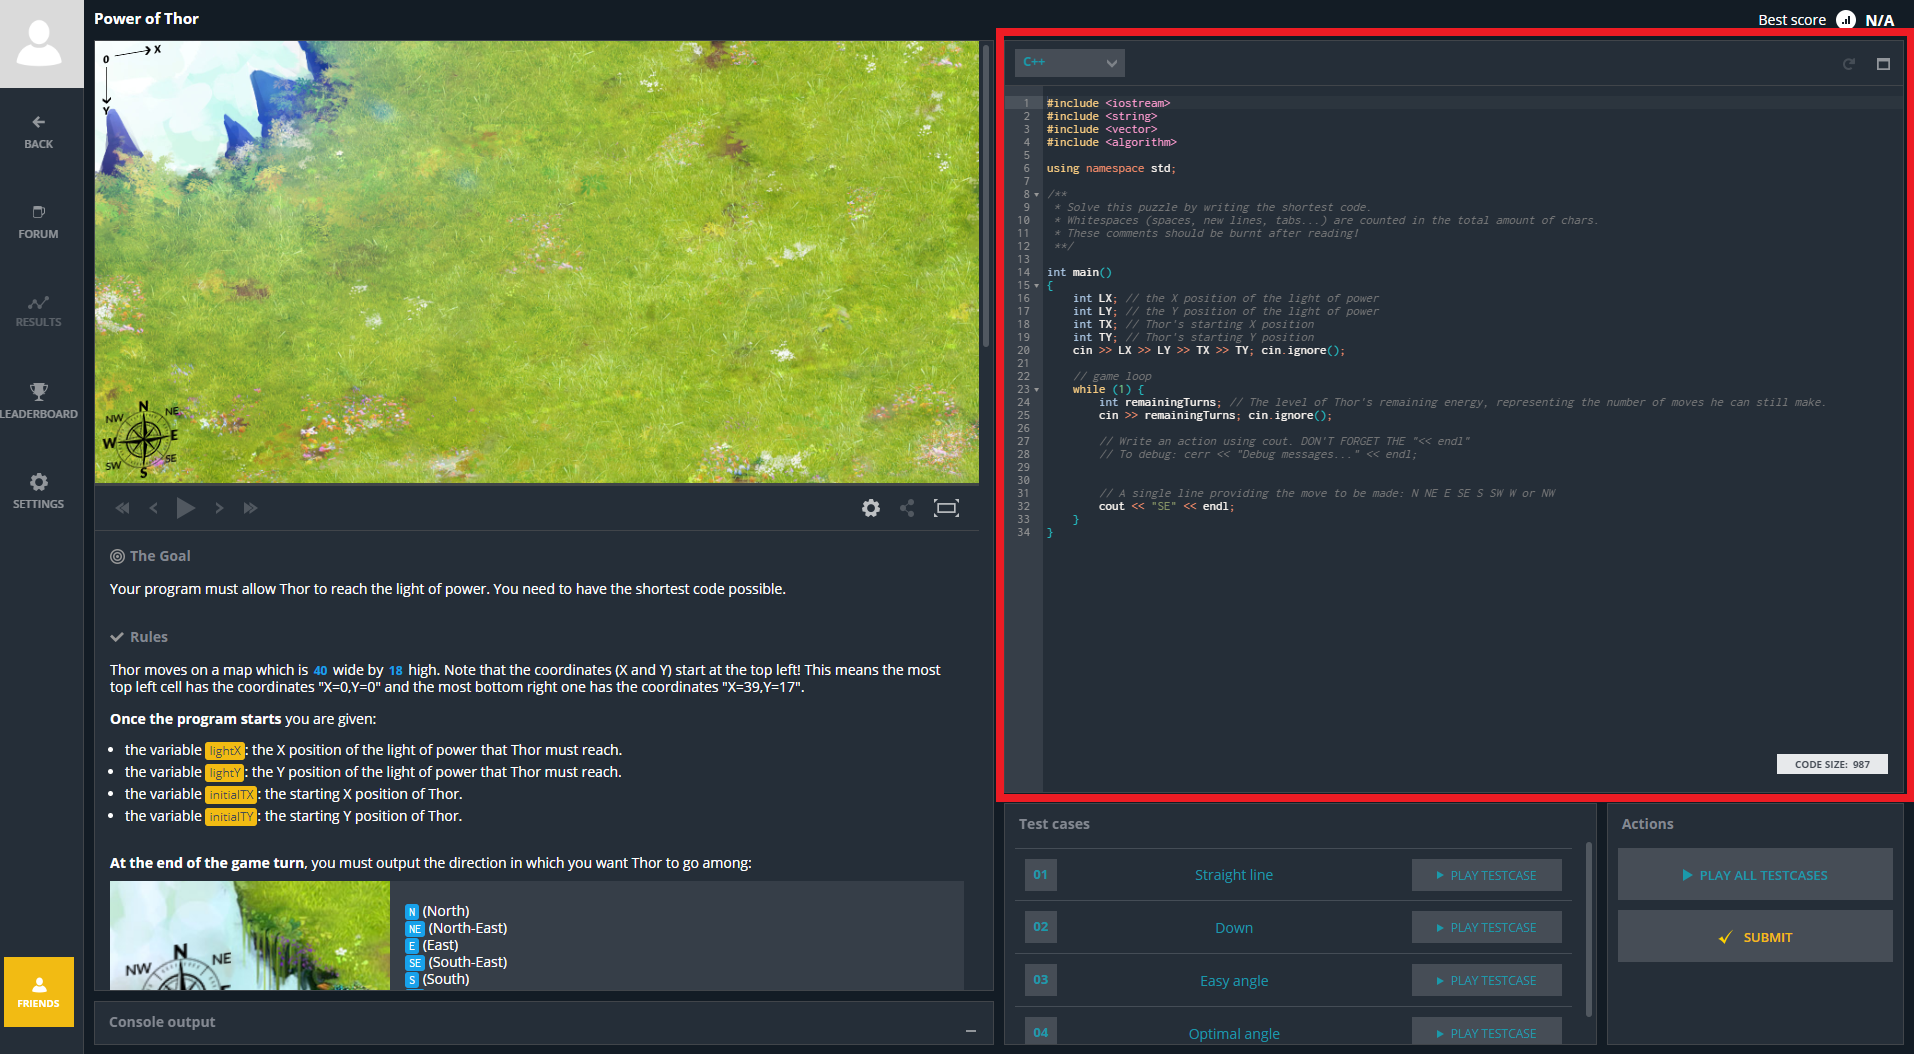 Power of Thor
Best score N/A
BACK
FORUM
RESULTS
LEADERBOARD
SETTINGS
FRIENDS
0 X
Y
N
NW NE
W E
SW SE
S
The Goal
Your program must allow Thor to reach the light of power. You need to have the shortest code possible.
Rules
Thor moves on a map which is 40 wide by 18 high. Note that the coordinates (X and Y) start at the top left! This means the most
top left cell has the coordinates "X=0,Y=0" and the most bottom right one has the coordinates "X=39,Y=17".
Once the program starts you are given:
• the variable lightX: the X position of the light of power that Thor must reach.
• the variable lightY: the Y position of the light of power that Thor must reach.
• the variable initialTX: the starting X position of Thor.
• the variable initialTY: the starting Y position of Thor.
At the end of the game turn, you must output the direction in which you want Thor to go among:
N
NW NE
N (North)
NE (North-East)
E (East)
SE (South-East)
S (South)
Console output
C++
1 #include <iostream>
2 #include <string>
3 #include <vector>
4 #include <algorithm>
5
6 using namespace std;
7
8 /**
9 * Solve this puzzle by writing the shortest code.
10 * Whitespaces (spaces, new lines, tabs...) are counted in the total amount of chars.
11 * These comments should be burnt after reading!
12 **/
13
14 int main()
15 {
16 int LX; // the X position of the light of power
17 int LY; // the Y position of the light of power
18 int TX; // Thor's starting X position
19 int TY; // Thor's starting Y position
20 cin >> LX >> LY >> TX >> TY; cin.ignore();
21
22 // game loop
23 while (1) {
24 int remainingTurns; // The level of Thor's remaining energy, representing the number of moves he can still make.
25 cin >> remainingTurns; cin.ignore();
26
27 // Write an action using cout. DON'T FORGET THE "<< endl"
28 // To debug: cerr << "Debug messages..." << endl;
29
30
31 // A single line providing the move to be made: N NE E SE S SW W or NW
32 cout << "SE" << endl;
33 }
34 }
CODE SIZE: 987
Test cases
01 Straight line PLAY TESTCASE
02 Down PLAY TESTCASE
03 Easy angle PLAY TESTCASE
04 Optimal angle PLAY TESTCASE
Actions
PLAY ALL TESTCASES
SUBMIT